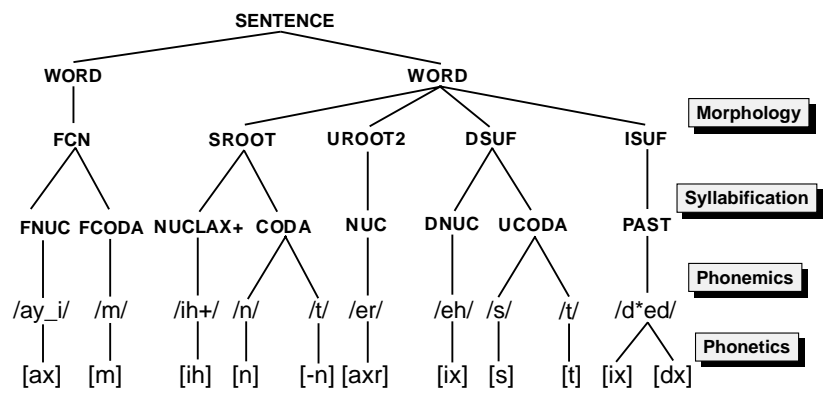 SENTENCE
WORD WORD
Morphology
FCN SROOT UROOT2 DSUF ISUF
Syllabification
FNUC FCODA NUCLAX+ CODA NUC DNUC UCODA PAST
Phonemics
/ay_i/ /m/ /ih+/ /n/ /t/ /er/ /eh/ /s/ /t/ /d*ed/
Phonetics
[ax] [m] [ih] [n] [-n] [axr] [ix] [s] [t] [ix] [dx]